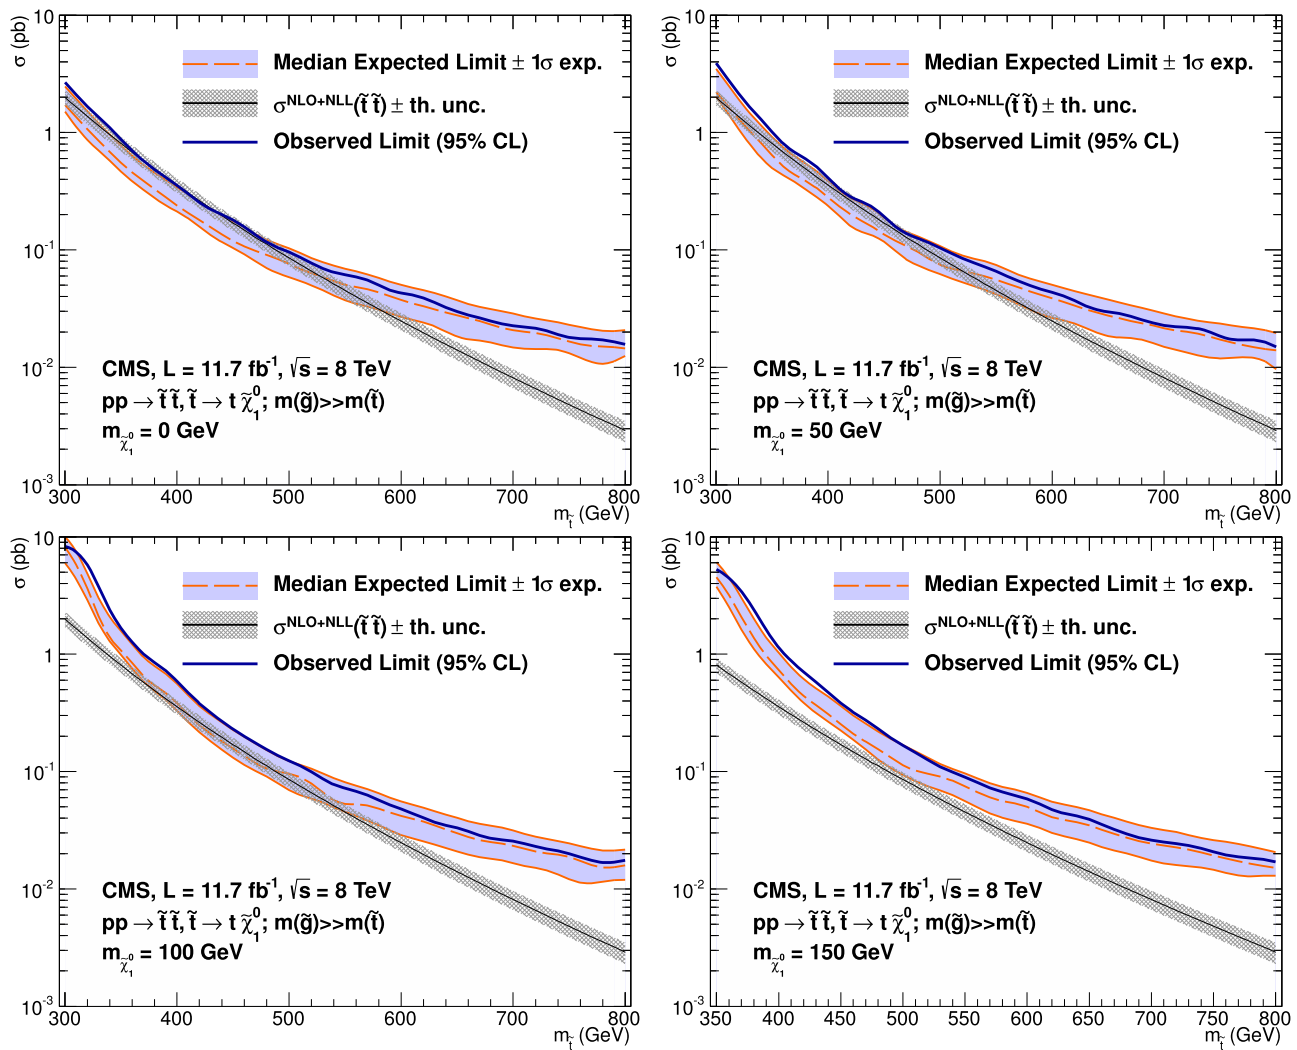 σ (pb)
10
1
10⁻¹
10⁻²
10⁻³
Median Expected Limit ± 1σ exp.
σ^NLO+NLL(t̃ t̃) ± th. unc.
Observed Limit (95% CL)
CMS, L = 11.7 fb⁻¹, √s = 8 TeV
pp → t̃ t̃, t̃ → t χ̃₁⁰; m(g̃)>>m(t̃)
m_χ̃₁⁰ = 0 GeV
300 400 500 600 700 800
m_t̃ (GeV)
σ (pb)
10
1
10⁻¹
10⁻²
10⁻³
Median Expected Limit ± 1σ exp.
σ^NLO+NLL(t̃ t̃) ± th. unc.
Observed Limit (95% CL)
CMS, L = 11.7 fb⁻¹, √s = 8 TeV
pp → t̃ t̃, t̃ → t χ̃₁⁰; m(g̃)>>m(t̃)
m_χ̃₁⁰ = 50 GeV
300 400 500 600 700 800
m_t̃ (GeV)
σ (pb)
10
1
10⁻¹
10⁻²
10⁻³
Median Expected Limit ± 1σ exp.
σ^NLO+NLL(t̃ t̃) ± th. unc.
Observed Limit (95% CL)
CMS, L = 11.7 fb⁻¹, √s = 8 TeV
pp → t̃ t̃, t̃ → t χ̃₁⁰; m(g̃)>>m(t̃)
m_χ̃₁⁰ = 100 GeV
300 400 500 600 700 800
m_t̃ (GeV)
σ (pb)
10
1
10⁻¹
10⁻²
10⁻³
Median Expected Limit ± 1σ exp.
σ^NLO+NLL(t̃ t̃) ± th. unc.
Observed Limit (95% CL)
CMS, L = 11.7 fb⁻¹, √s = 8 TeV
pp → t̃ t̃, t̃ → t χ̃₁⁰; m(g̃)>>m(t̃)
m_χ̃₁⁰ = 150 GeV
350 400 450 500 550 600 650 700 750 800
m_t̃ (GeV)